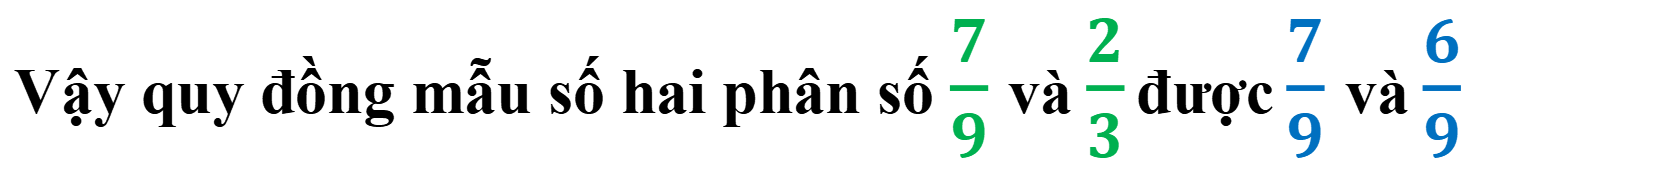 Vậy quy đồng mẫu số hai phân số 7/9 và 2/3 được 7/9 và 6/9